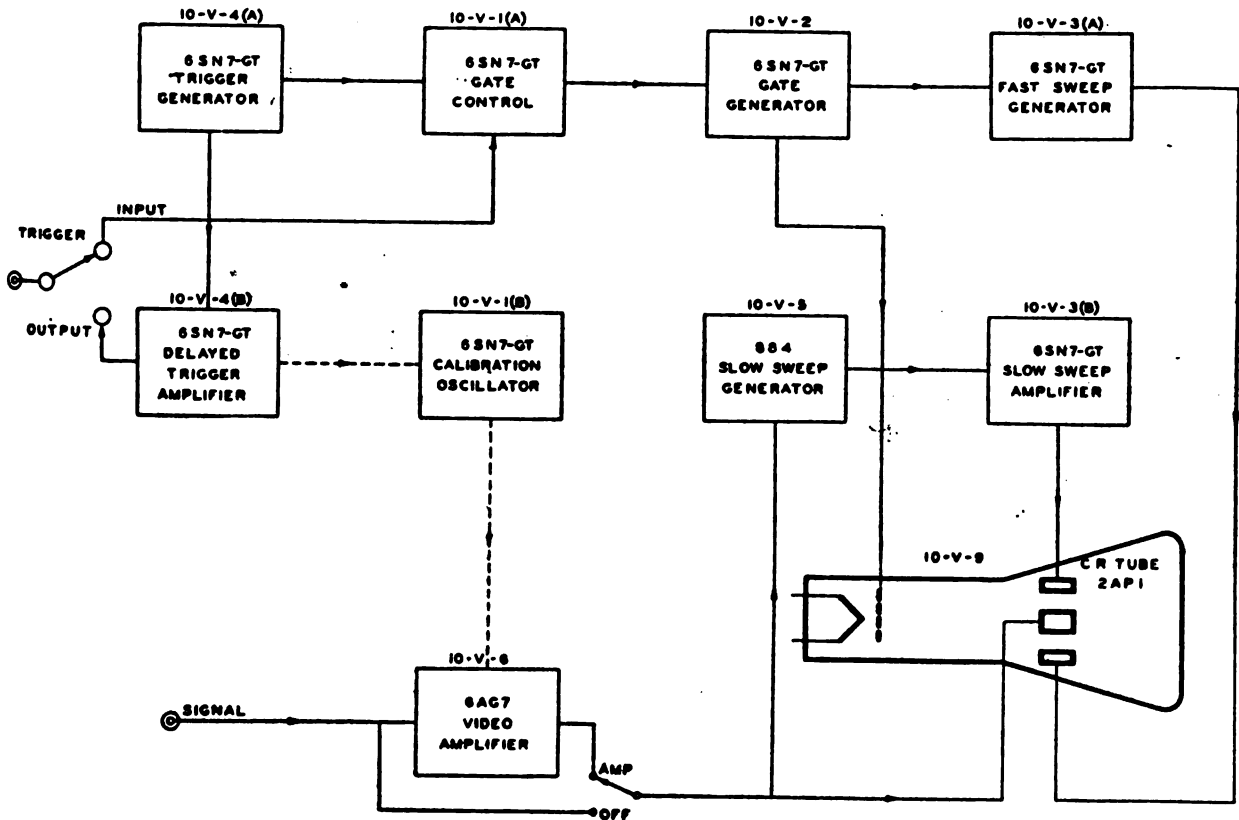 10-V-4(A)
6SN7-GT
TRIGGER
GENERATOR
10-V-1(A)
6SN7-GT
GATE
CONTROL
10-V-2
6SN7-GT
GATE
GENERATOR
10-V-3(A)
6SN7-GT
FAST SWEEP
GENERATOR
INPUT
TRIGGER
OUTPUT
10-V-4(B)
6SN7-GT
DELAYED
TRIGGER
AMPLIFIER
10-V-1(B)
6SN7-GT
CALIBRATION
OSCILLATOR
10-V-5
884
SLOW SWEEP
GENERATOR
10-V-3(B)
6SN7-GT
SLOW SWEEP
AMPLIFIER
10-V-9
C R TUBE
2AP1
10-V-6
6AG7
VIDEO
AMPLIFIER
SIGNAL
AMP
OFF